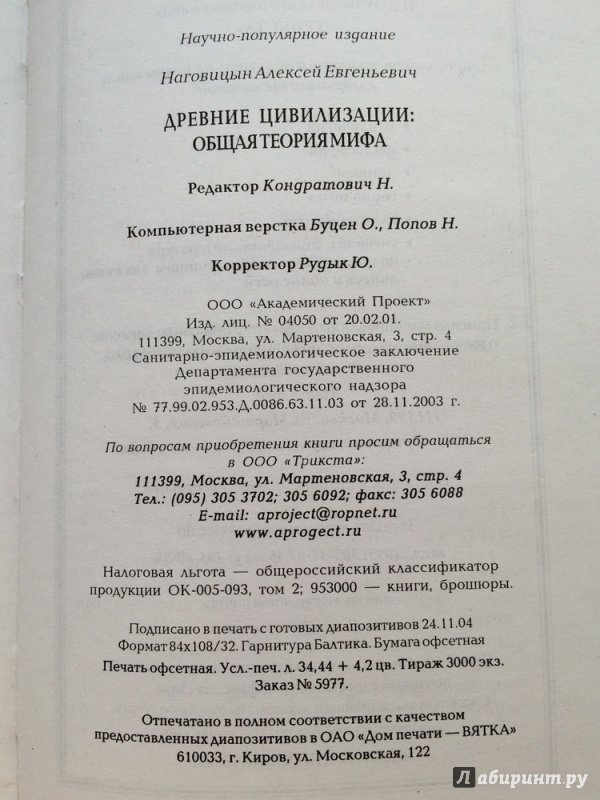 Научно-популярное издание
Наговицын Алексей Евгеньевич
ДРЕВНИЕ ЦИВИЛИЗАЦИИ:
ОБЩАЯ ТЕОРИЯ МИФА
Редактор Кондратович Н.
Компьютерная верстка Буцен О., Попов Н.
Корректор Рудык Ю.
ООО «Академический Проект»
Изд. лиц. № 04050 от 20.02.01.
111399, Москва, ул. Мартеновская, 3, стр. 4
Санитарно-эпидемиологическое заключение
Департамента государственного
эпидемиологического надзора
№ 77.99.02.953.Д.0086.63.11.03 от 28.11.2003 г.
По вопросам приобретения книги просим обращаться
в ООО «Трикста»:
111399, Москва, ул. Мартеновская, 3, стр. 4
Тел.: (095) 305 3702; 305 6092; факс: 305 6088
E-mail: aproject@ropnet.ru
www.aprogect.ru
Налоговая льгота — общероссийский классификатор
продукции ОК-005-093, том 2; 953000 — книги, брошюры.
Подписано в печать с готовых диапозитивов 24.11.04
Формат 84х108/32. Гарнитура Балтика. Бумага офсетная
Печать офсетная. Усл.-печ. л. 34,44 + 4,2 цв. Тираж 3000 экз.
Заказ № 5977.
Отпечатано в полном соответствии с качеством
предоставленных диапозитивов в ОАО «Дом печати — ВЯТКА»
610033, г. Киров, ул. Московская, 122
Лабиринт.ру